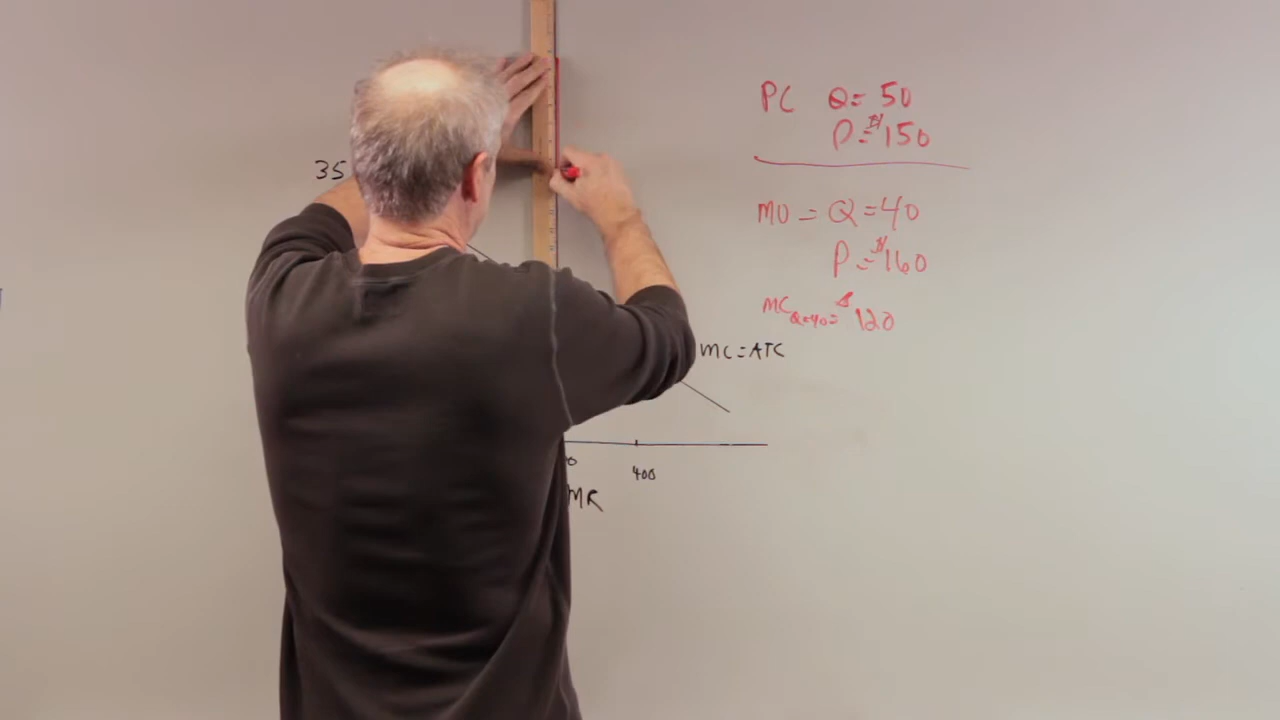 PC Q = 50
P = $150
MO = Q = 40
P = $160
MC Q=40 = $120
35
MC = ATC
400
MR